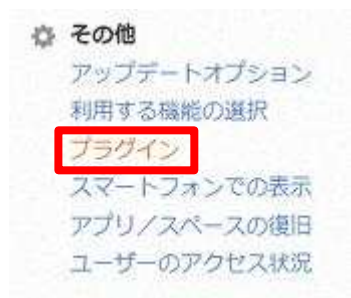 その他
アップデートオプション
利用する機能の選択
プラグイン
スマートフォンでの表示
アプリ/スペースの復旧
ユーザーのアクセス状況